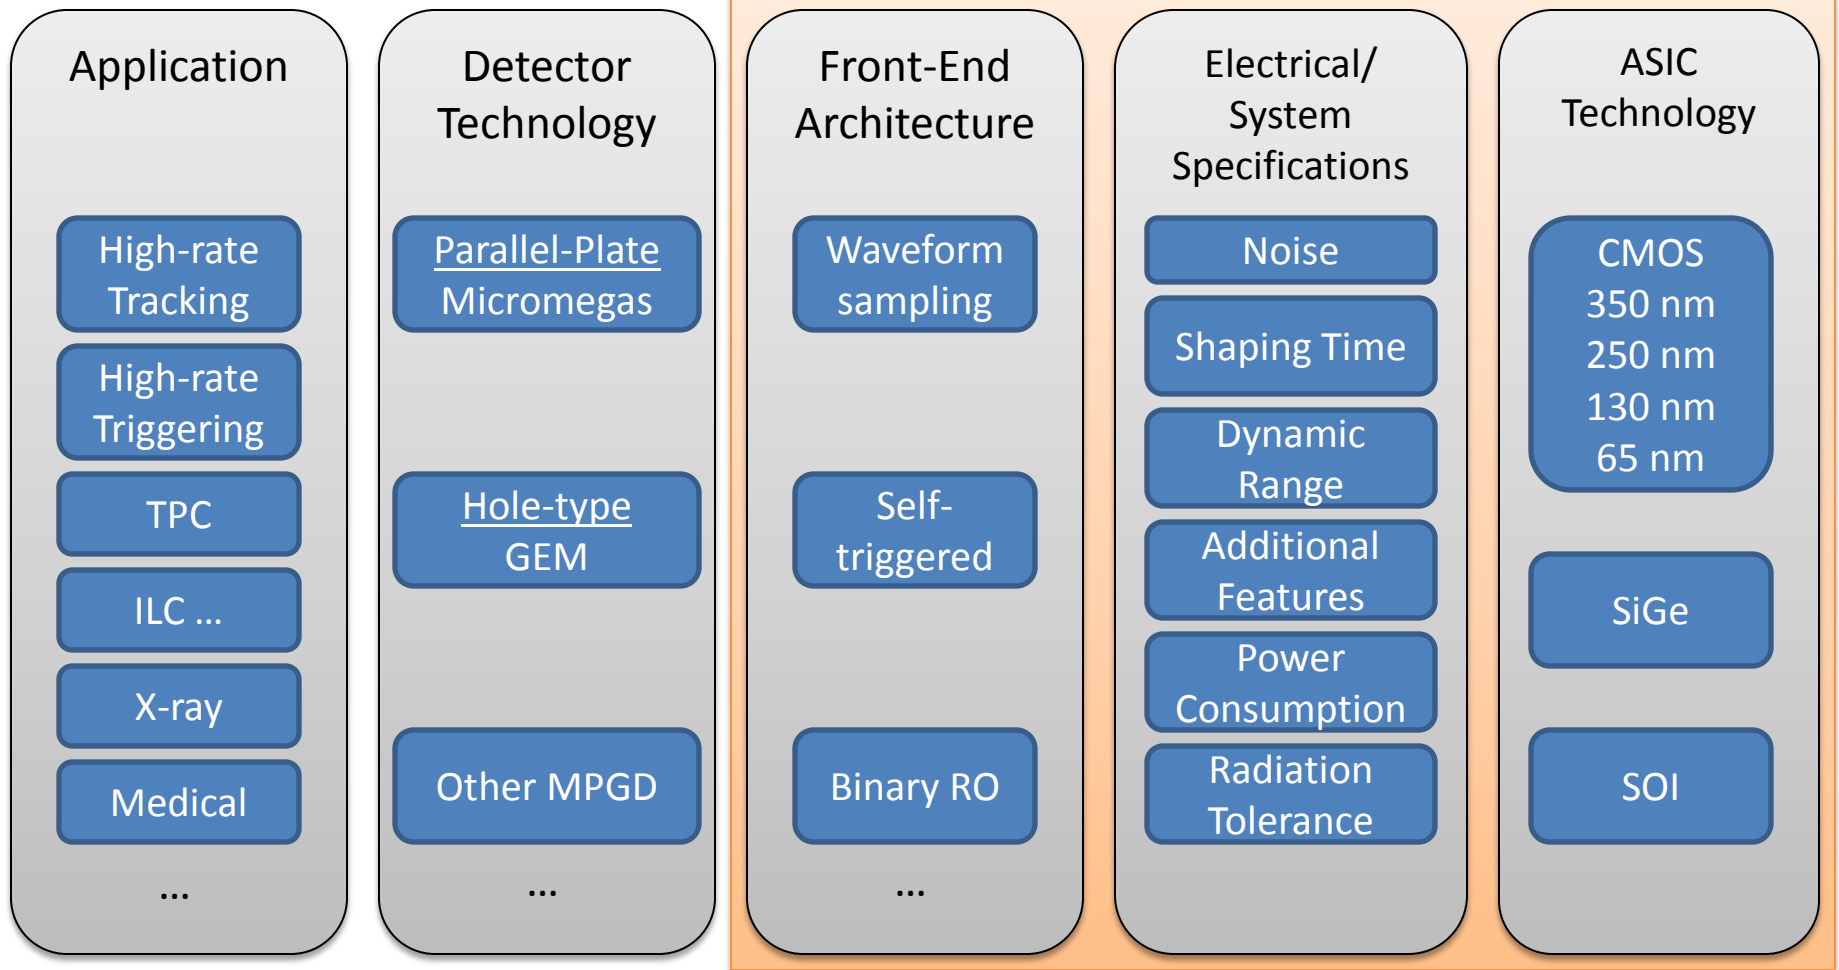 Application
High-rate
Tracking
High-rate
Triggering
TPC
ILC ...
X-ray
Medical
...
Detector
Technology
Parallel-Plate
Micromegas
Hole-type
GEM
Other MPGD
...
Front-End
Architecture
Waveform
sampling
Self-
triggered
Binary RO
...
Electrical/
System
Specifications
Noise
Shaping Time
Dynamic
Range
Additional
Features
Power
Consumption
Radiation
Tolerance
ASIC
Technology
CMOS
350 nm
250 nm
130 nm
65 nm
SiGe
SOI